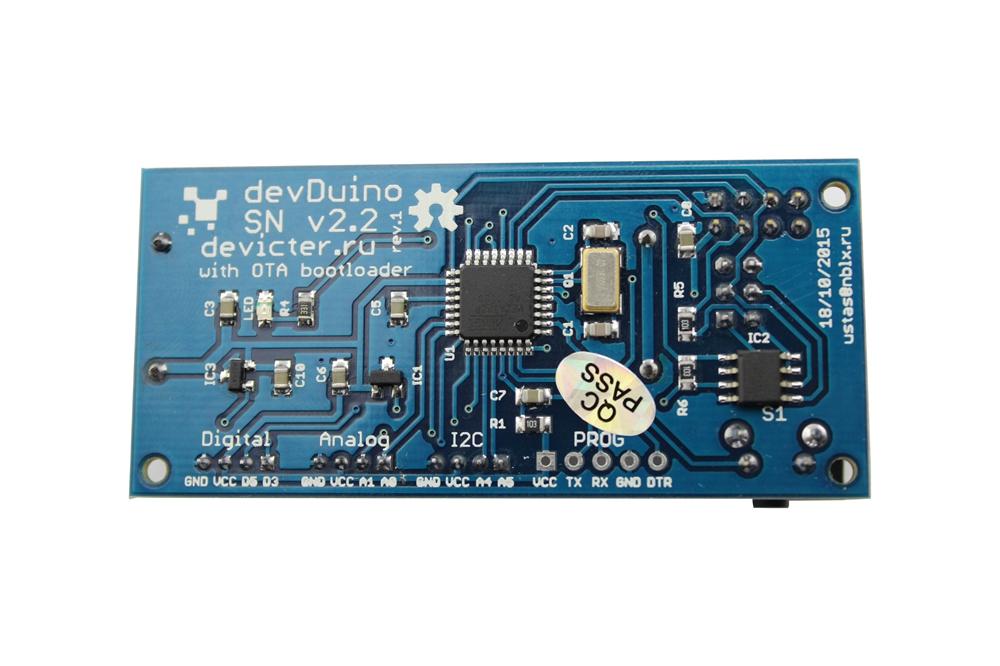 devDuino
SN v2.2
devicter.ru
rev.1
with OTA bootloader
C3
LED
R4
C5
U1
C2
Q1
C1
C8
R5
18/10/2015
ustas@nblx.ru
IC3
C10
C6
IC1
C7
R1
103
QC
PASS
R6
103
103
IC2
S1
Digital
Analog
I2C
PROG
GND VCC D5 D3
GND VCC A1 A0
GND VCC A4 A5
VCC TX RX GND DTR